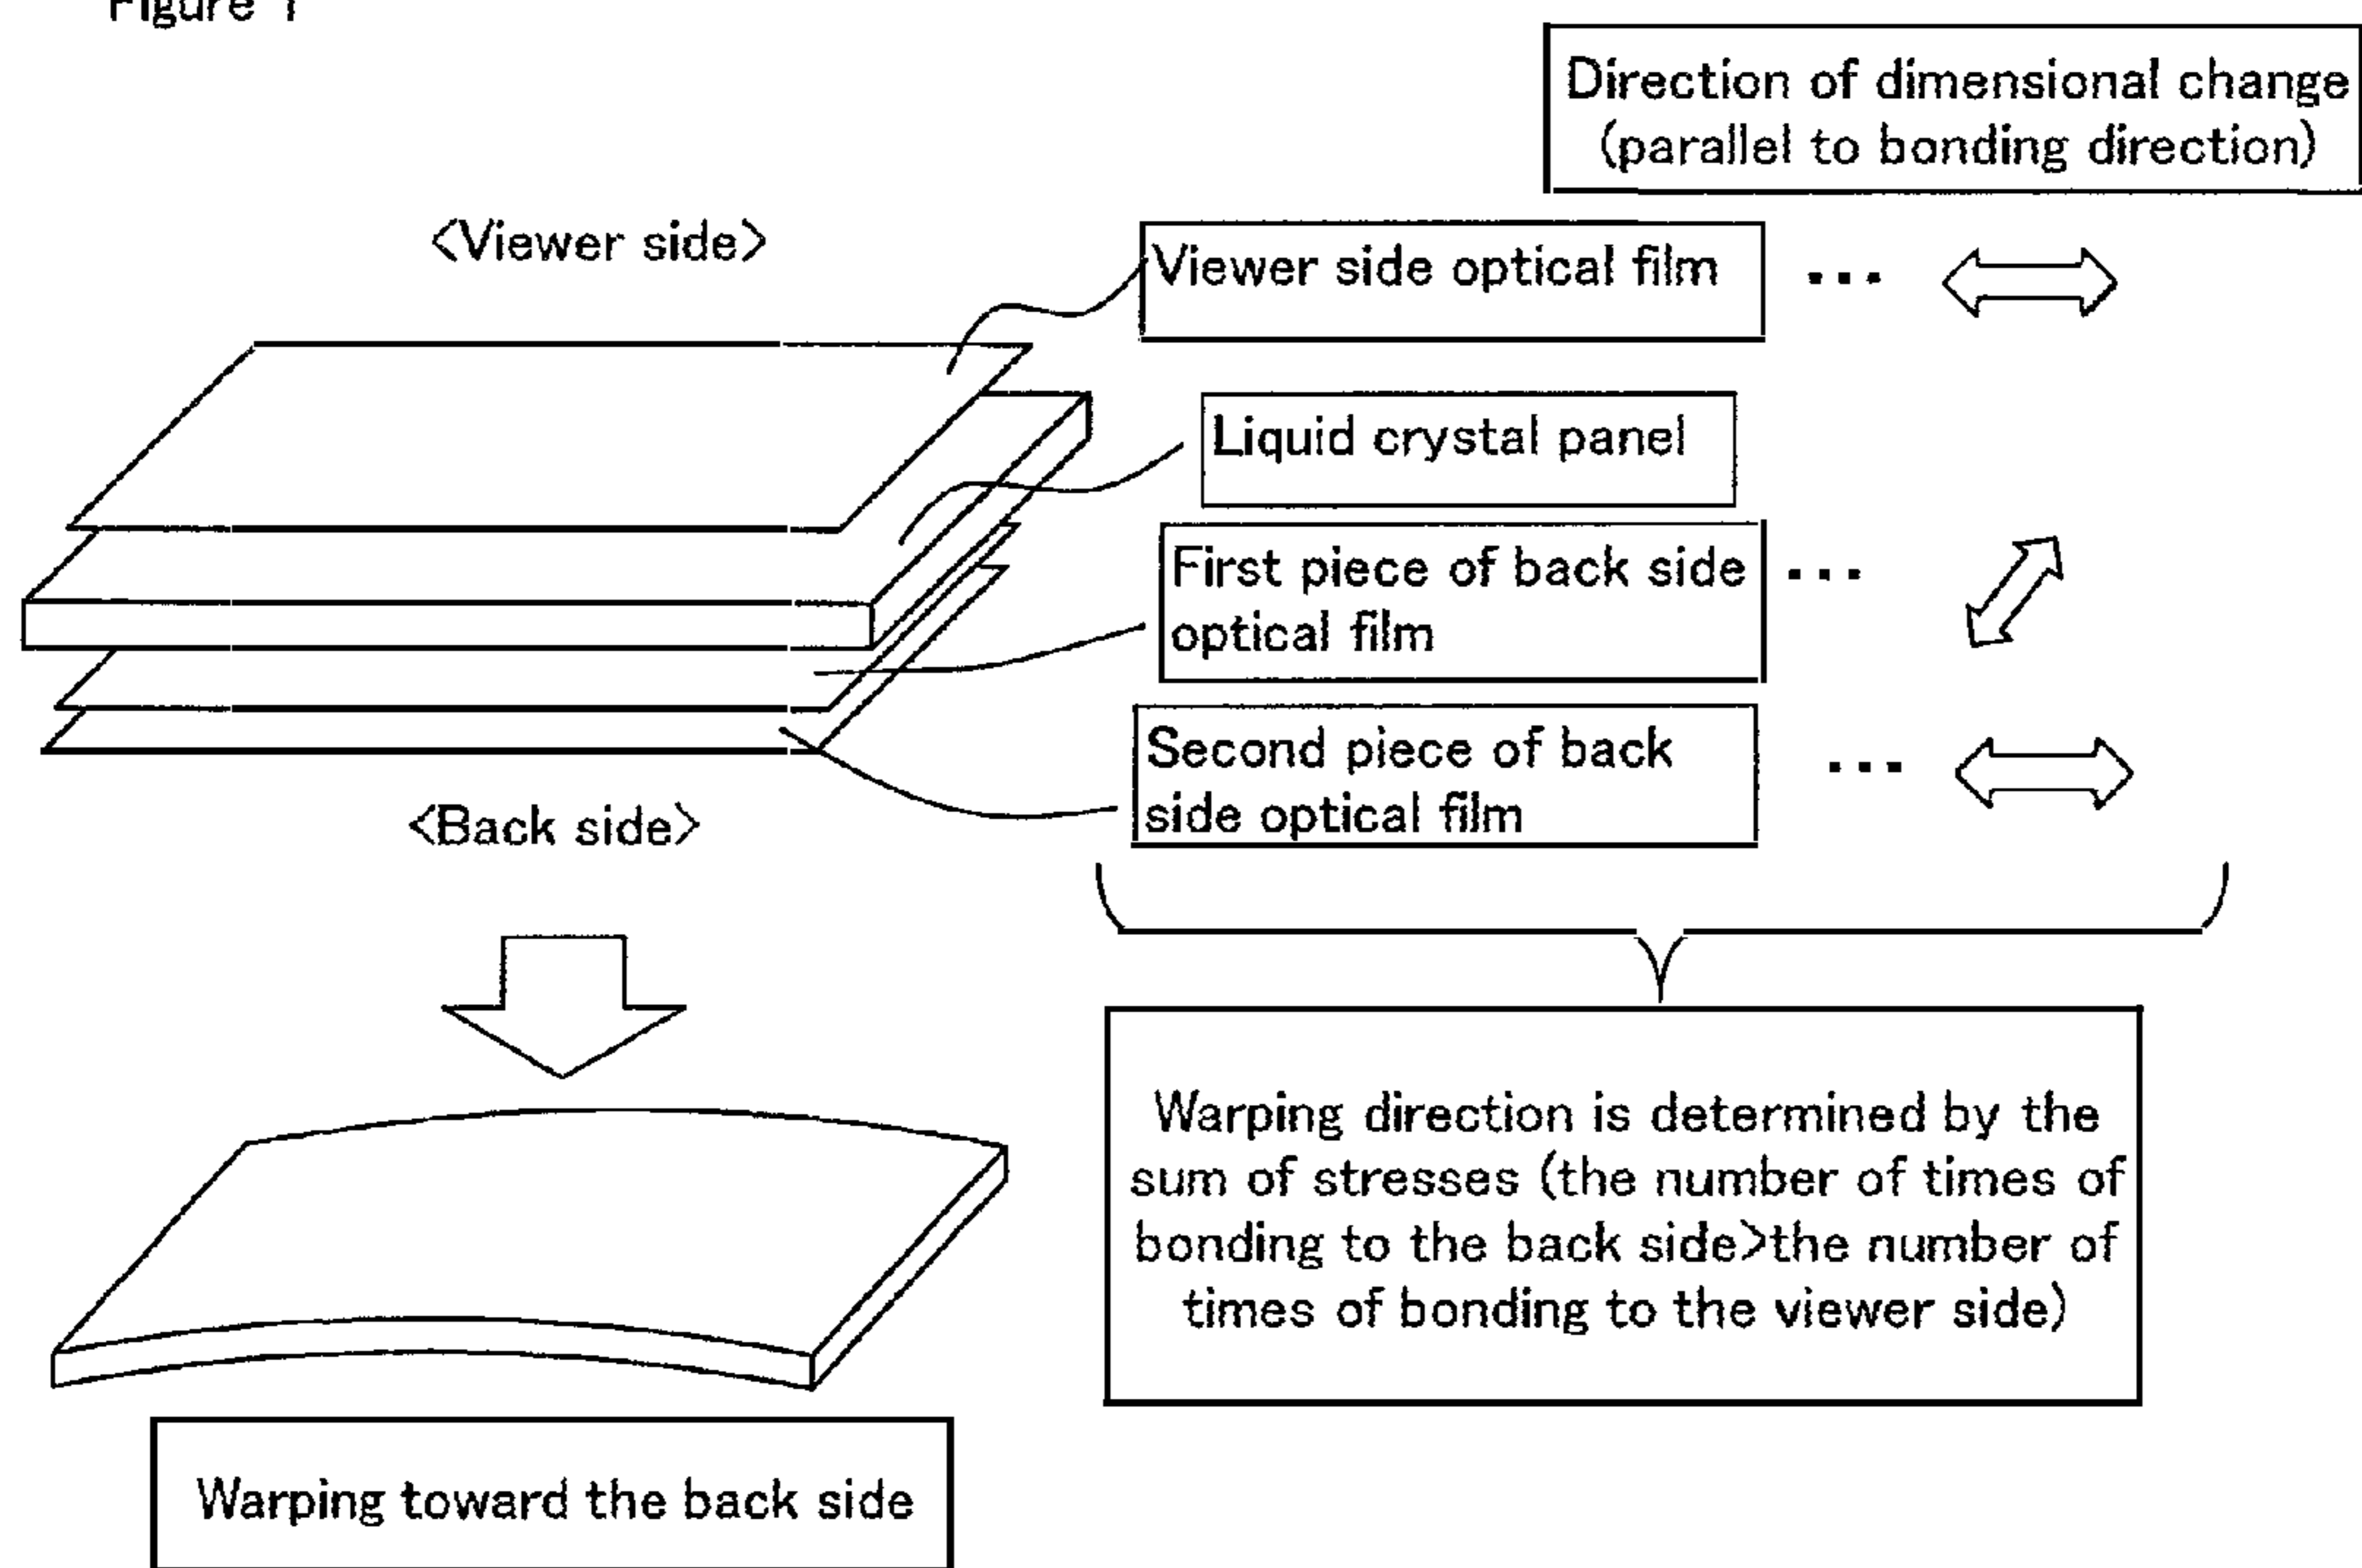 Figure 1
Direction of dimensional change
(parallel to bonding direction)
<Viewer side>
Viewer side optical film
...
Liquid crystal panel
First piece of back side
optical film
...
Second piece of back
side optical film
...
<Back side>
Warping direction is determined by the
sum of stresses (the number of times of
bonding to the back side>the number of
times of bonding to the viewer side)
Warping toward the back side